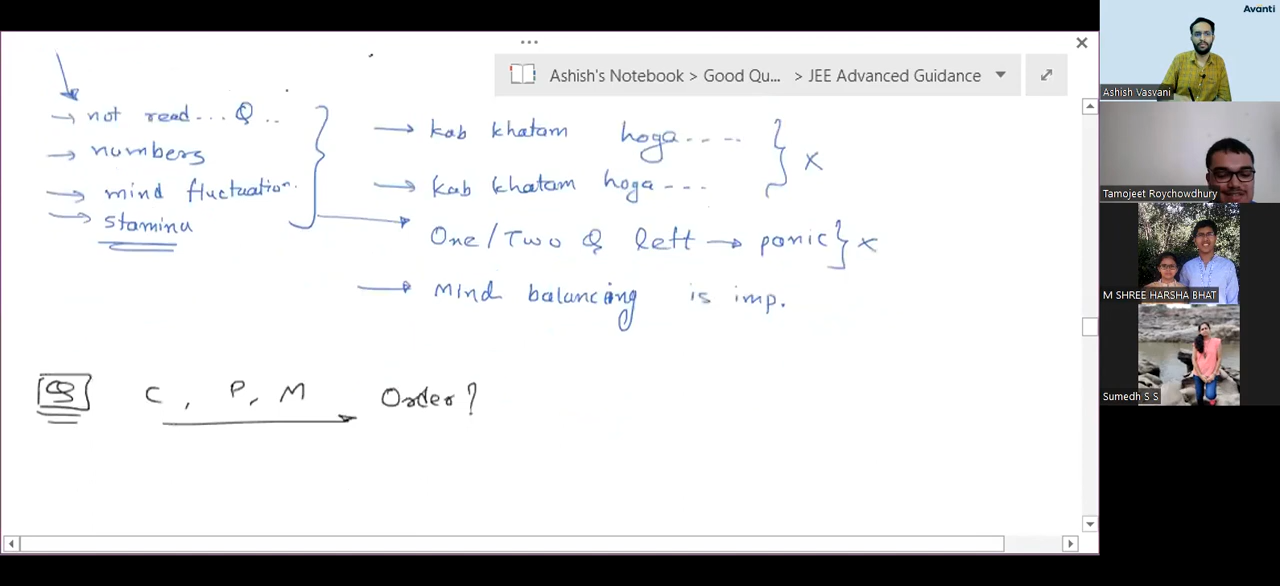 Avanti
Ashish's Notebook > Good Qu... > JEE Advanced Guidance
Ashish Vasvani
Tamojeet Roychowdhury
M SHREE HARSHA BHAT
Sumedh S S
→ not read... Q ..
→ numbers
→ mind fluctuation.
→ stamina
→ kab khatam hoga.... } x
→ kab khatam hoga ---
One/Two Q left → panic} x
→ Mind balancing is imp.
Q C, P, M Order?